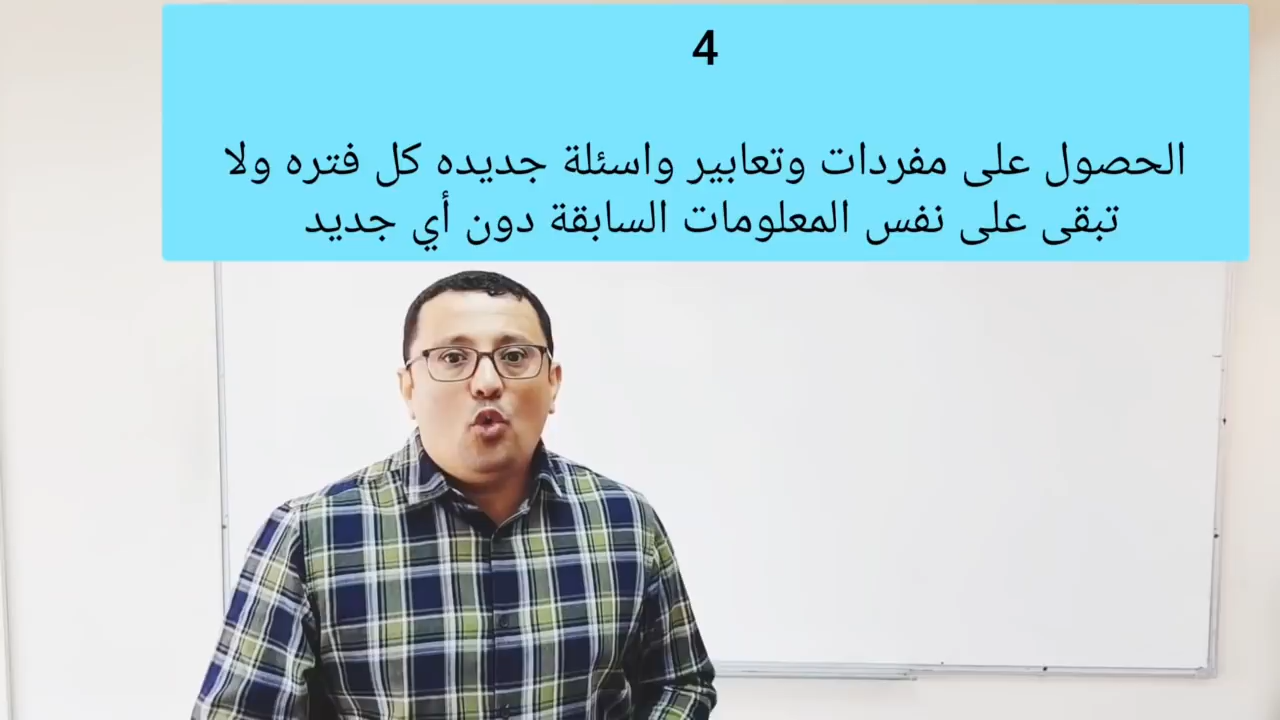 4
الحصول على مفردات وتعابير واسئلة جديده كل فتره ولا
تبقى على نفس المعلومات السابقة دون أي جديد